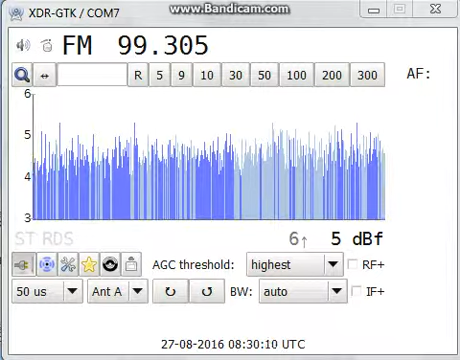 www.Bandicam.com
XDR-GTK / COM7
FM 99.305
R 5 9 10 30 50 100 200 300 AF:
6
5
4
3
ST RDS 6↑ 5 dBf
AGC threshold: highest RF+
50 us Ant A BW: auto IF+
27-08-2016 08:30:10 UTC